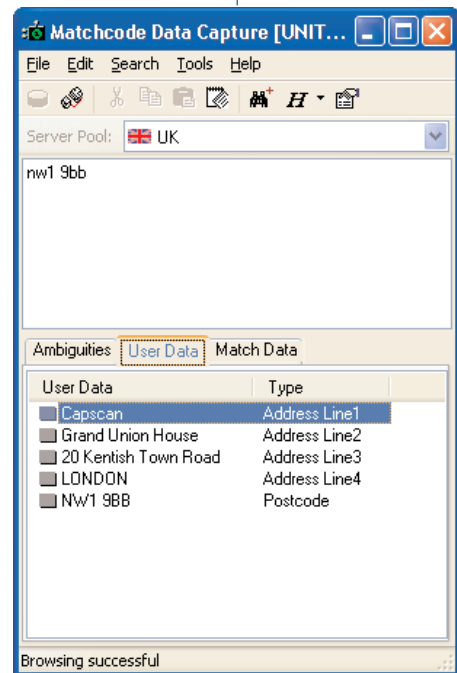 Matchcode Data Capture [UNIT...
File Edit Search Tools Help
H
Server Pool: UK
nw1 9bb
Ambiguities User Data Match Data
User Data Type
Capscan Address Line1
Grand Union House Address Line2
20 Kentish Town Road Address Line3
LONDON Address Line4
NW1 9BB Postcode
Browsing successful